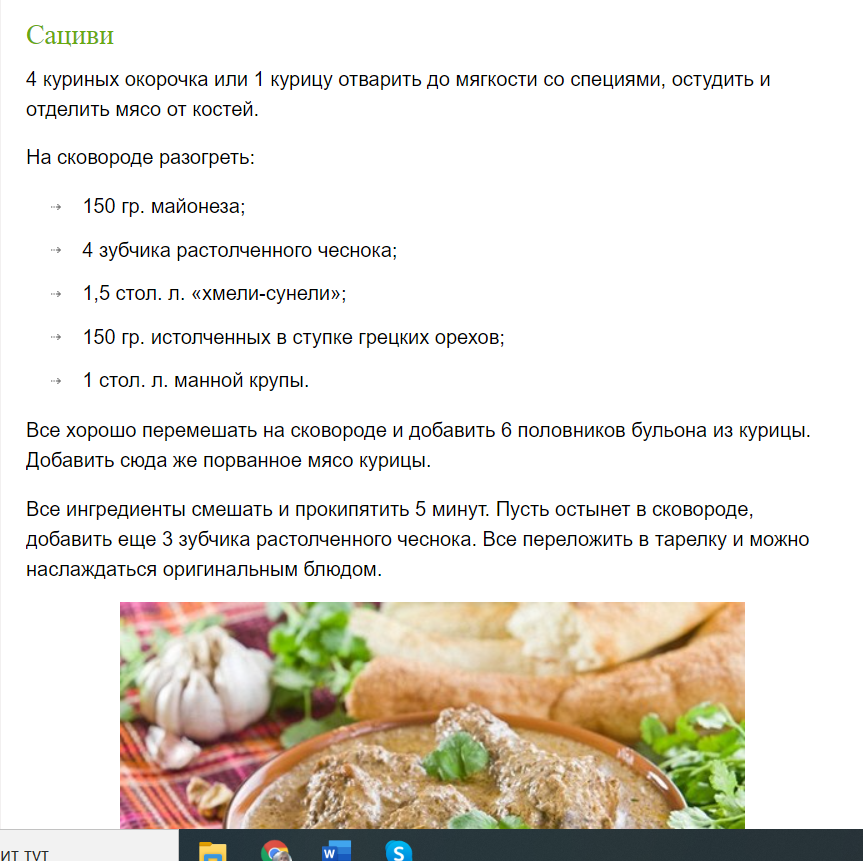 Сациви
4 куриных окорочка или 1 курицу отварить до мягкости со специями, остудить и
отделить мясо от костей.
На сковороде разогреть:
150 гр. майонеза;
4 зубчика растолченного чеснока;
1,5 стол. л. «хмели-сунели»;
150 гр. истолченных в ступке грецких орехов;
1 стол. л. манной крупы.
Все хорошо перемешать на сковороде и добавить 6 половников бульона из курицы.
Добавить сюда же порванное мясо курицы.
Все ингредиенты смешать и прокипятить 5 минут. Пусть остынет в сковороде,
добавить еще 3 зубчика растолченного чеснока. Все переложить в тарелку и можно
наслаждаться оригинальным блюдом.
ит тут
W S